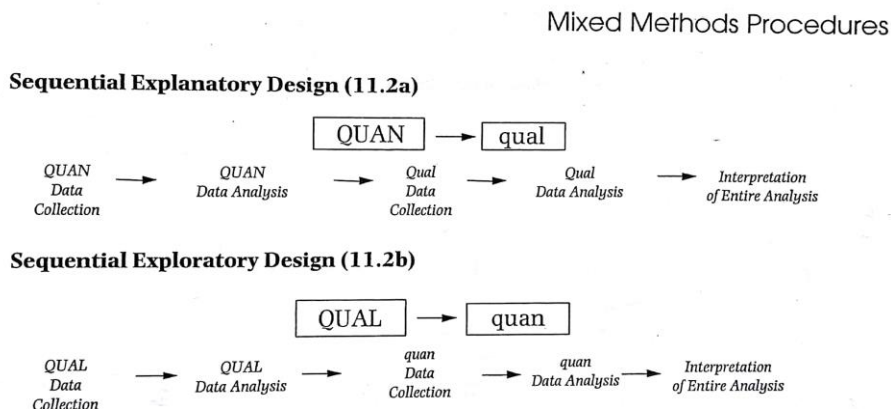 Mixed Methods Procedures
Sequential Explanatory Design (11.2a)
QUAN qual
QUAN
Data
Collection
QUAN
Data Analysis
Qual
Data
Collection
Qual
Data Analysis
Interpretation
of Entire Analysis
Sequential Exploratory Design (11.2b)
QUAL quan
QUAL
Data
Collection
QUAL
Data Analysis
quan
Data
Collection
quan
Data Analysis
Interpretation
of Entire Analysis